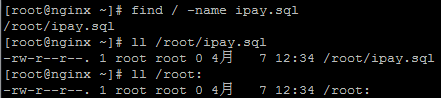 [root@nginx ~]# find / -name ipay.sql
/root/ipay.sql
[root@nginx ~]# ll /root/ipay.sql
-rw-r--r--. 1 root root 0 4月   7 12:34 /root/ipay.sql
[root@nginx ~]# ll /root:
-rw-r--r--. 1 root root 0 4月   7 12:34 /root: